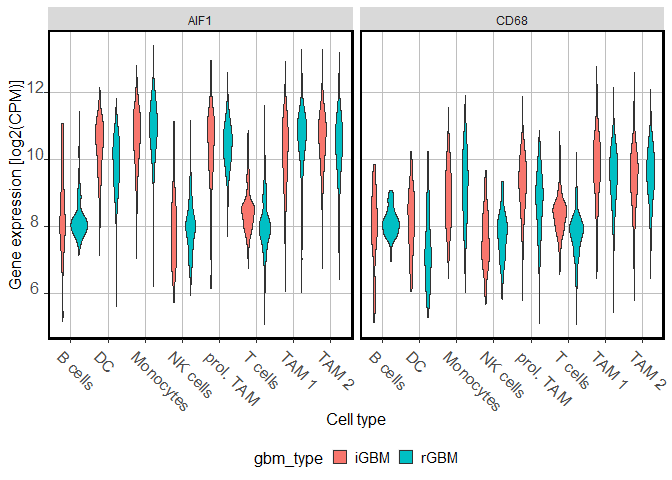 AIF1
CD68
Gene expression [log2(CPM)]
12
10
8
6
B cells
DC
Monocytes
NK cells
prol. TAM
T cells
TAM 1
TAM 2
B cells
DC
Monocytes
NK cells
prol. TAM
T cells
TAM 1
TAM 2
Cell type
gbm_type iGBM rGBM